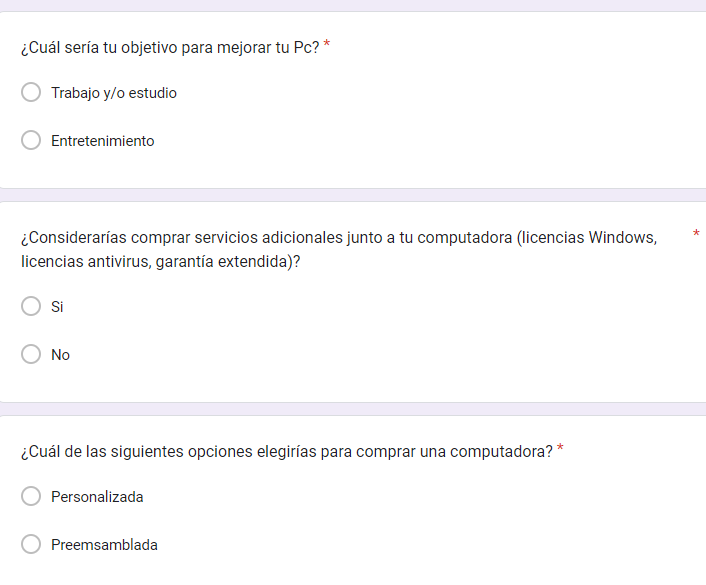 ¿Cuál sería tu objetivo para mejorar tu Pc? *
Trabajo y/o estudio
Entretenimiento
¿Considerarías comprar servicios adicionales junto a tu computadora (licencias Windows, *
licencias antivirus, garantía extendida)?
Si
No
¿Cuál de las siguientes opciones elegirías para comprar una computadora? *
Personalizada
Preemsamblada